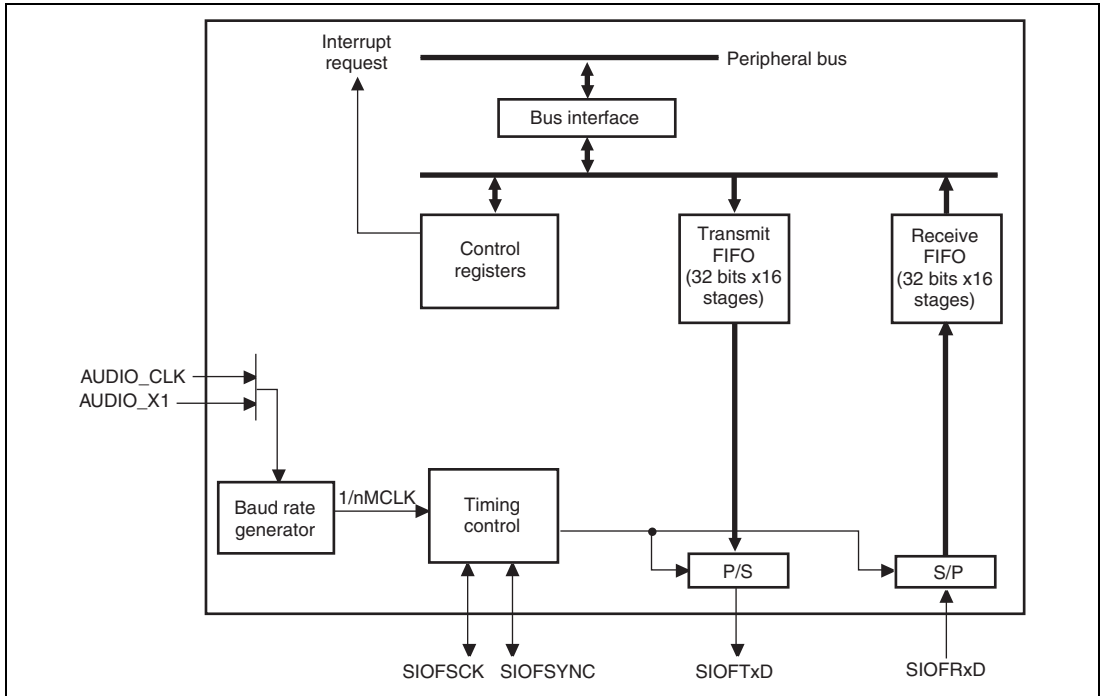 Interrupt
request
Peripheral bus
Bus interface
Control
registers
Transmit
FIFO
(32 bits x16
stages)
Receive
FIFO
(32 bits x16
stages)
AUDIO_CLK
AUDIO_X1
Baud rate
generator
1/nMCLK
Timing
control
P/S
S/P
SIOFSCK
SIOFSYNC
SIOFTxD
SIOFRxD